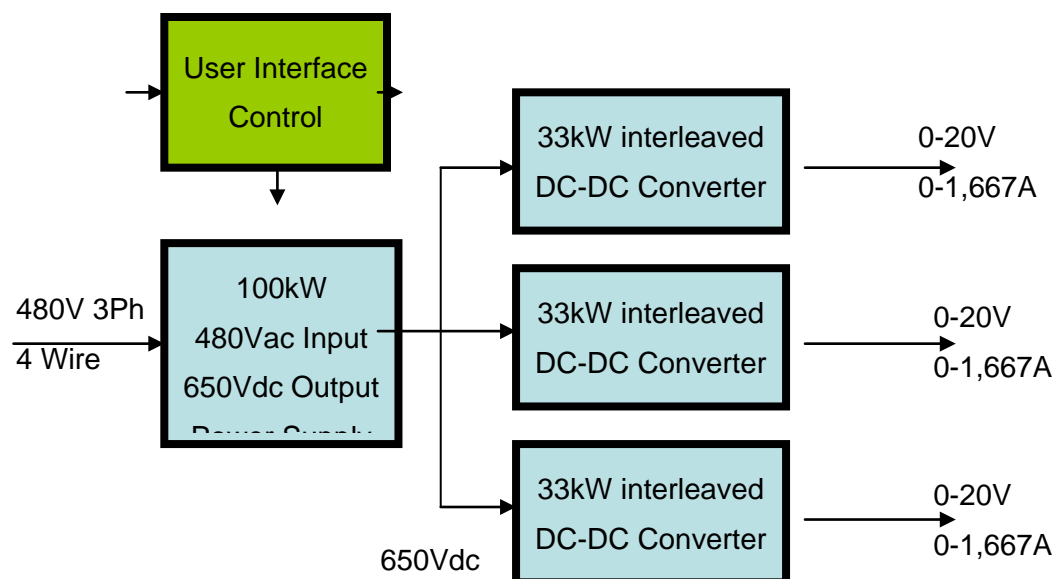 User Interface
Control
33kW interleaved
DC-DC Converter
0-20V
0-1,667A
480V 3Ph
4 Wire
100kW
480Vac Input
650Vdc Output
Power Supply
33kW interleaved
DC-DC Converter
0-20V
0-1,667A
33kW interleaved
DC-DC Converter
0-20V
0-1,667A
650Vdc